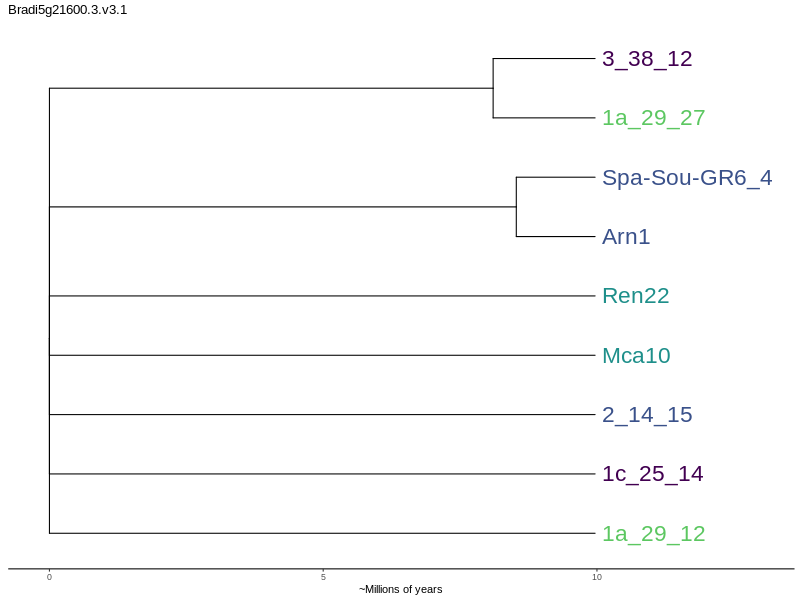 Bradi5g21600.3.v3.1
3_38_12
1a_29_27
Spa-Sou-GR6_4
Arn1
Ren22
Mca10
2_14_15
1c_25_14
1a_29_12
0 5 10
~Millions of years